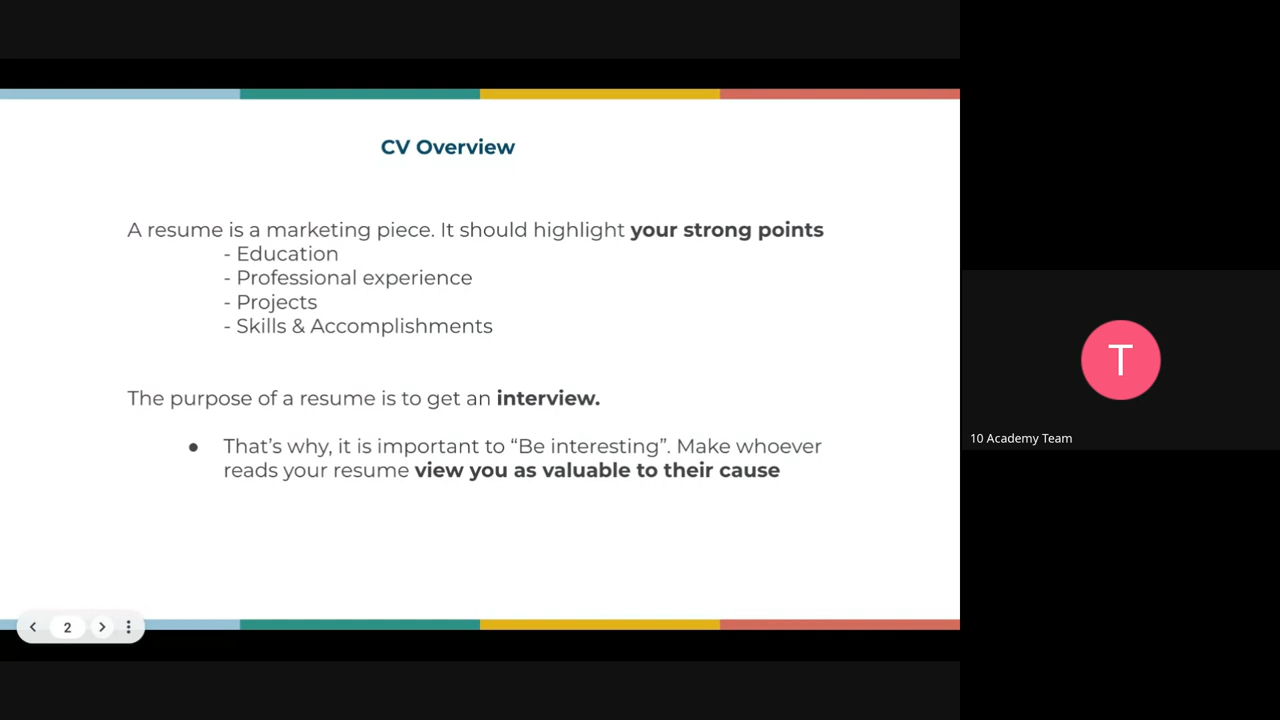 CV Overview
A resume is a marketing piece. It should highlight your strong points
- Education
- Professional experience
- Projects
- Skills & Accomplishments
The purpose of a resume is to get an interview.
● That’s why, it is important to “Be interesting”. Make whoever
reads your resume view you as valuable to their cause
2
T
10 Academy Team